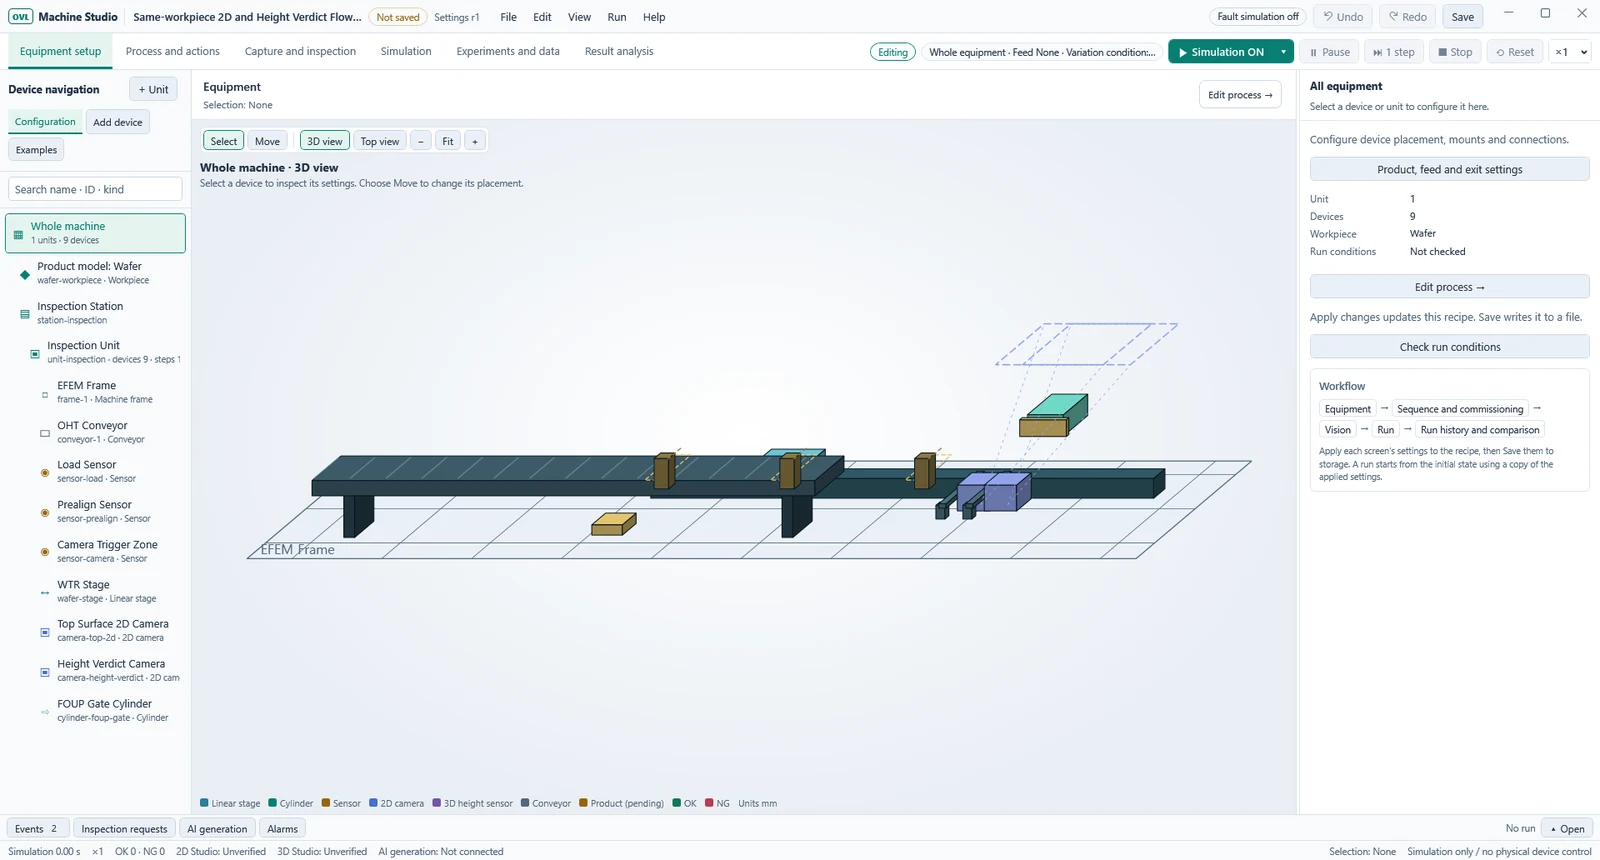 OVL Machine Studio Same-workpiece 2D and Height Verdict Flow... Not saved Settings r1 File Edit View Run Help Fault simulation off Undo Redo Save
Equipment setup Process and actions Capture and inspection Simulation Experiments and data Result analysis Editing Whole equipment · Feed None · Variation condition:... Simulation ON Pause 1 step Stop Reset ×1
Device navigation + Unit
Configuration Add device
Examples
Search name · ID · kind
Whole machine
1 units · 9 devices
Product model: Wafer
wafer-workpiece · Workpiece
Inspection Station
station-inspection
Inspection Unit
unit-inspection · devices 9 · steps 1
EFEM Frame
frame-1 · Machine frame
OHT Conveyor
conveyor-1 · Conveyor
Load Sensor
sensor-load · Sensor
Prealign Sensor
sensor-prealign · Sensor
Camera Trigger Zone
sensor-camera · Sensor
WTR Stage
wafer-stage · Linear stage
Top Surface 2D Camera
camera-top-2d · 2D camera
Height Verdict Camera
camera-height-verdict · 2D cam
FOUP Gate Cylinder
cylinder-foup-gate · Cylinder
Equipment
Selection: None
Edit process →
Select Move 3D view Top view − Fit +
Whole machine · 3D view
Select a device to inspect its settings. Choose Move to change its placement.
EFEM Frame
Linear stage Cylinder Sensor 2D camera 3D height sensor Conveyor Product (pending) OK NG Units mm
All equipment
Select a device or unit to configure it here.
Configure device placement, mounts and connections.
Product, feed and exit settings
Unit 1
Devices 9
Workpiece Wafer
Run conditions Not checked
Edit process →
Apply changes updates this recipe. Save writes it to a file.
Check run conditions
Workflow
Equipment → Sequence and commissioning →
Vision → Run → Run history and comparison
Apply each screen's settings to the recipe, then Save them to
storage. A run starts from the initial state using a copy of the
applied settings.
Events 2 Inspection requests AI generation Alarms No run Open
Simulation 0.00 s ×1 OK 0 · NG 0 2D Studio: Unverified 3D Studio: Unverified AI generation: Not connected Selection: None Simulation only / no physical device control